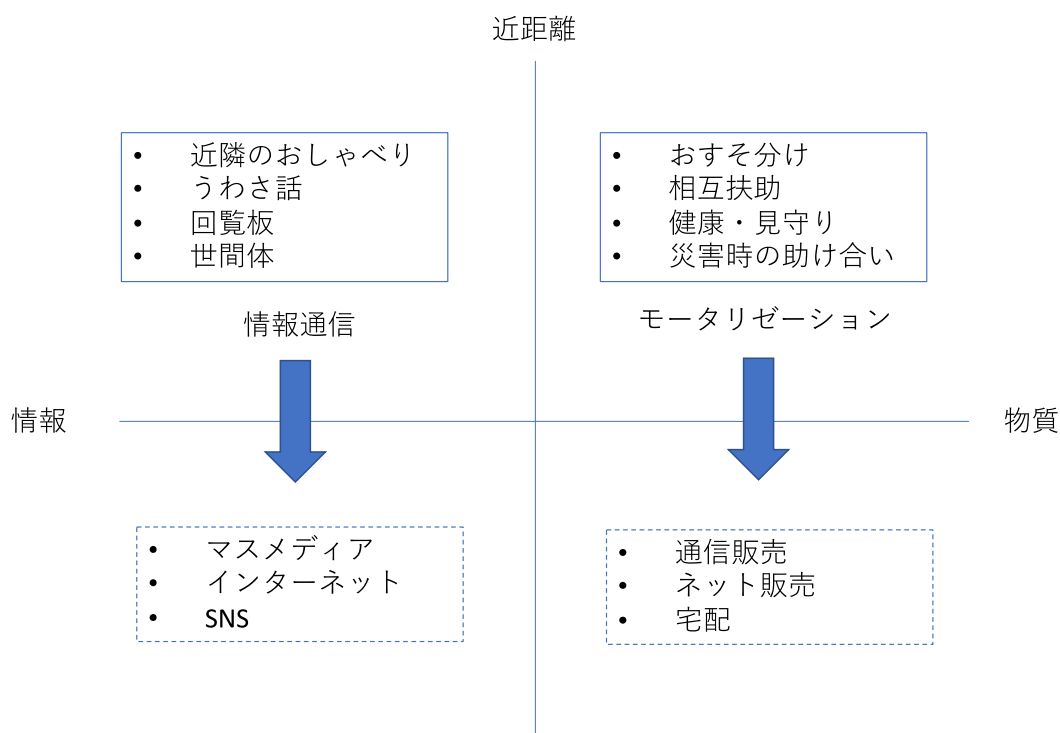 近距離
• 近隣のおしゃべり
• うわさ話
• 回覧板
• 世間体
• おすそ分け
• 相互扶助
• 健康・見守り
• 災害時の助け合い
情報通信
モータリゼーション
情報
物質
• マスメディア
• インターネット
• SNS
• 通信販売
• ネット販売
• 宅配